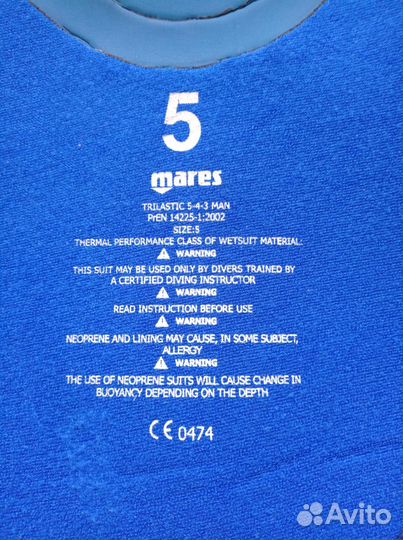 5
mares
TRILASTIC 5-4-3 MAN
PrEN 14225-1:2002
SIZE:5
THERMAL PERFORMANCE CLASS OF WETSUIT MATERIAL:
WARNING
THIS SUIT MAY BE USED ONLY BY DIVERS TRAINED BY
A CERTIFIED DIVING INSTRUCTOR
WARNING
READ INSTRUCTION BEFORE USE
WARNING
NEOPRENE AND LINING MAY CAUSE, IN SOME SUBJECT,
ALLERGY
WARNING
THE USE OF NEOPRENE SUITS WILL CAUSE CHANGE IN
BUOYANCY DEPENDING ON THE DEPTH
CE 0474
Avito